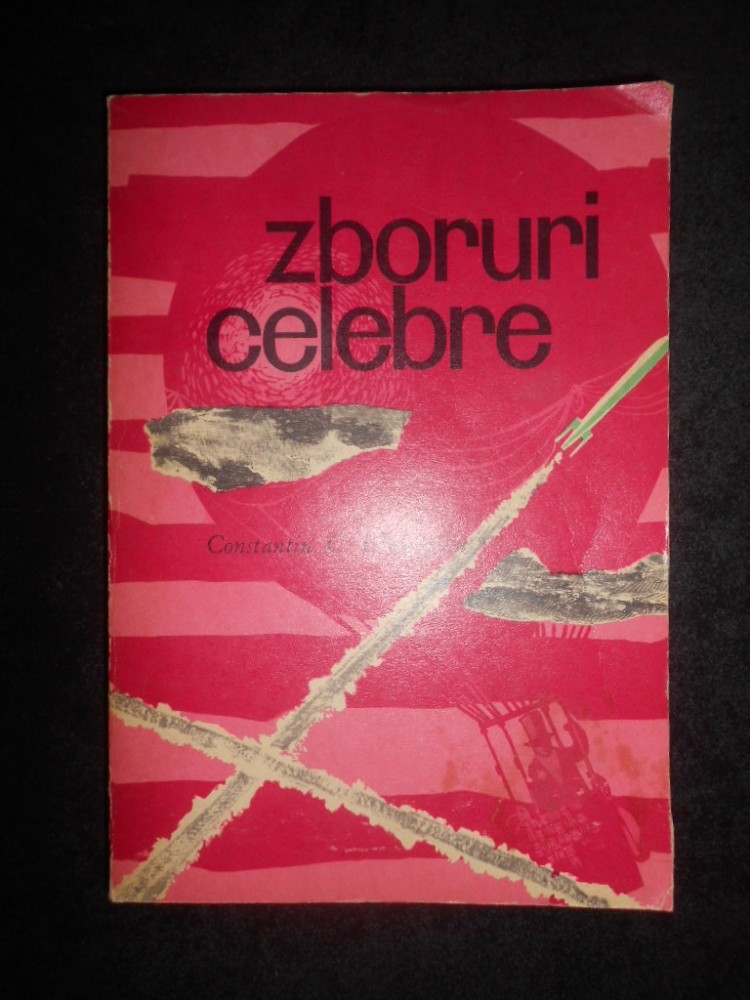 zboruri
celebre
Constantin C.